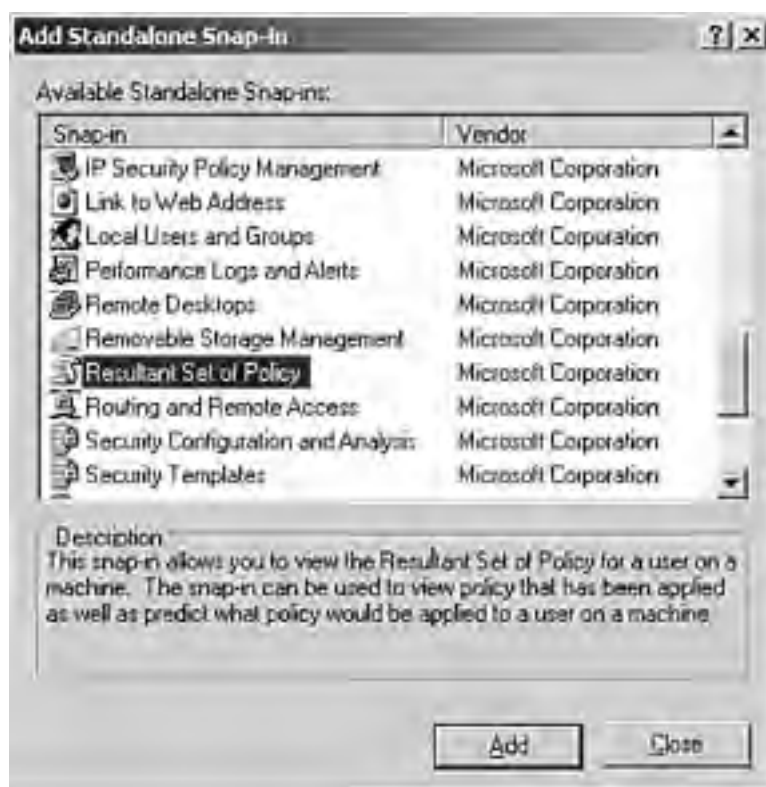 Add Standalone Snap-in
Available Standalone Snap-ins:
Snap-in Vendor
IP Security Policy Management Microsoft Corporation
Link to Web Address Microsoft Corporation
Local Users and Groups Microsoft Corporation
Performance Logs and Alerts Microsoft Corporation
Remote Desktops Microsoft Corporation
Removable Storage Management Microsoft Corporation
Resultant Set of Policy Microsoft Corporation
Routing and Remote Access Microsoft Corporation
Security Configuration and Analysis Microsoft Corporation
Security Templates Microsoft Corporation
Description
This snap-in allows you to view the Resultant Set of Policy for a user on a
machine. The snap-in can be used to view policy that has been applied
as well as predict what policy would be applied to a user on a machine
Add Close